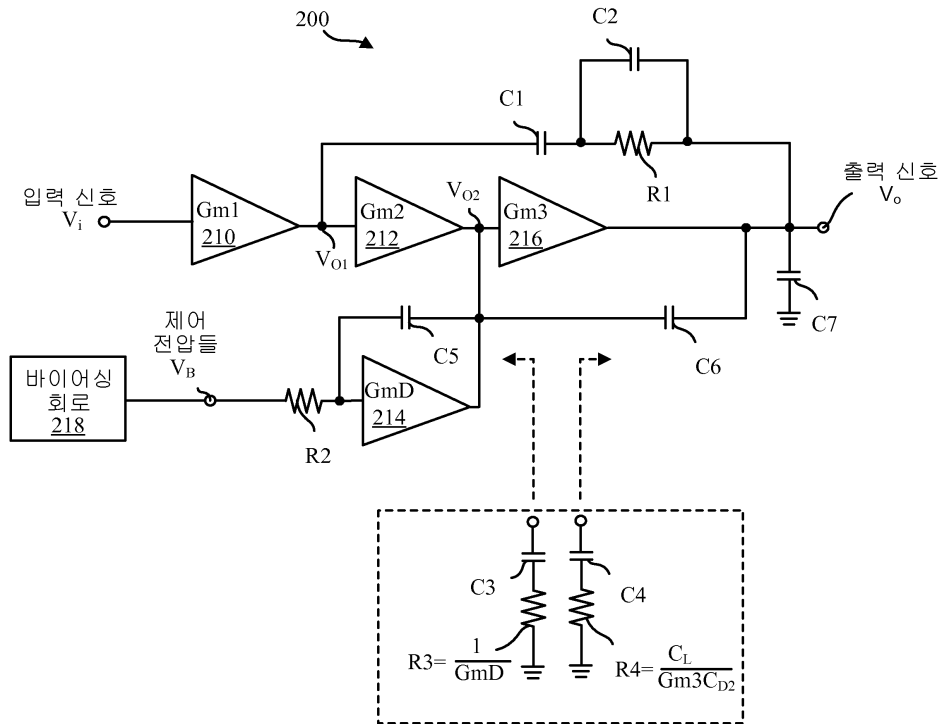 200
C2
C1
R1
입력 신호
Vi
Gm1
210
VO1
Gm2
212
VO2
Gm3
216
출력 신호
Vo
C7
제어
전압들
VB
C5
C6
바이어싱
회로
218
R2
GmD
214
C3
C4
R3= 1/GmD
R4= CL/Gm3CD2